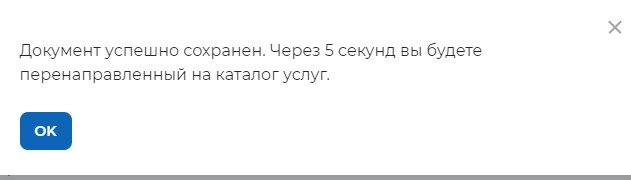 Документ успешно сохранен. Через 5 секунд вы будете
перенаправленный на каталог услуг.
OK